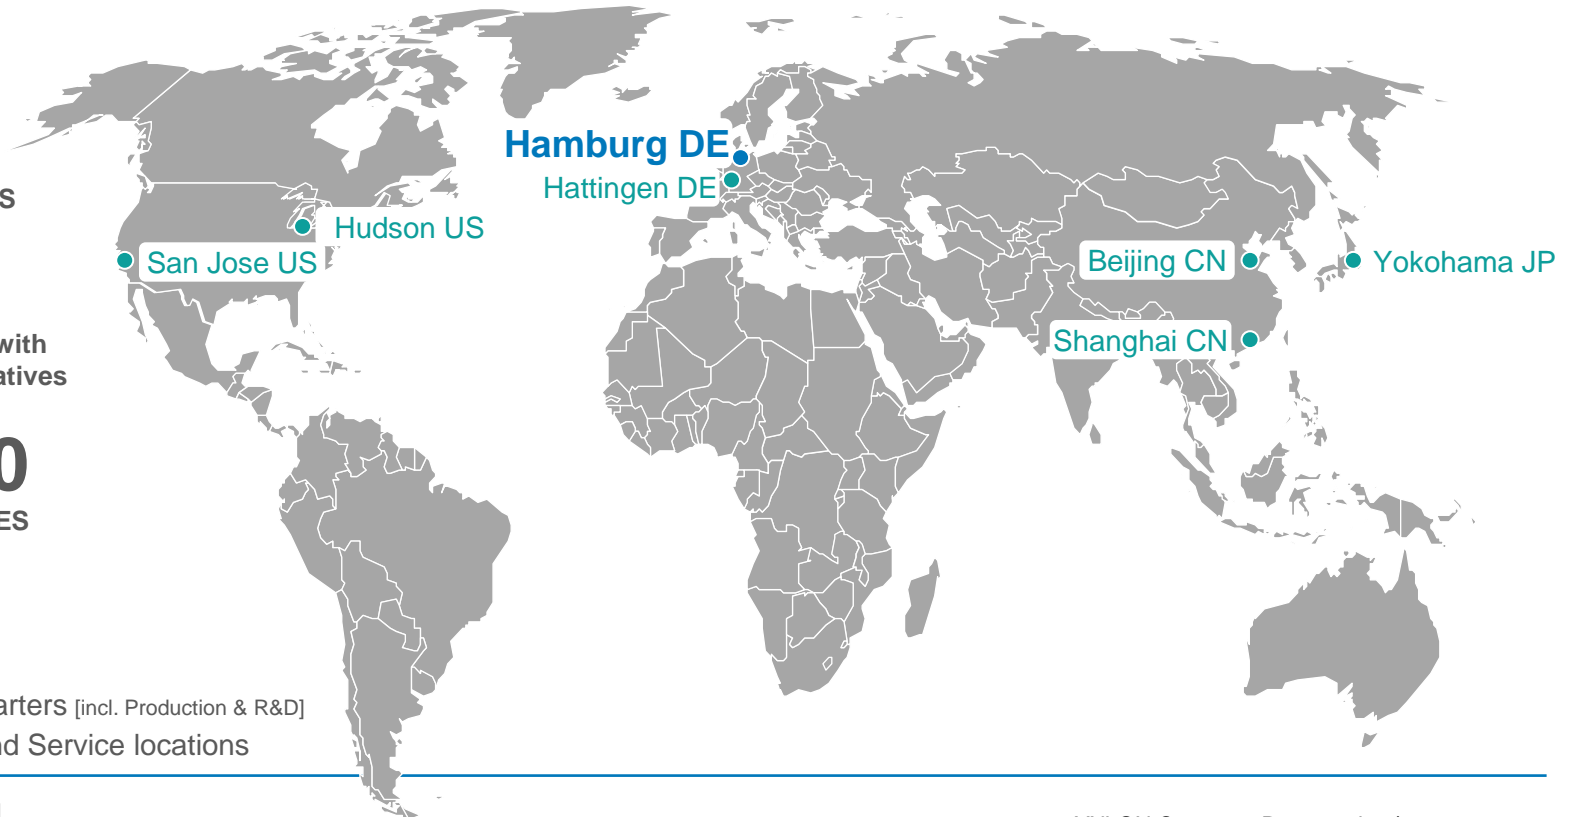 S
Hamburg DE
Hattingen DE
Hudson US
San Jose US
Beijing CN
Yokohama JP
with
atives
Shanghai CN
0
ES
arters [incl. Production & R&D]
nd Service locations